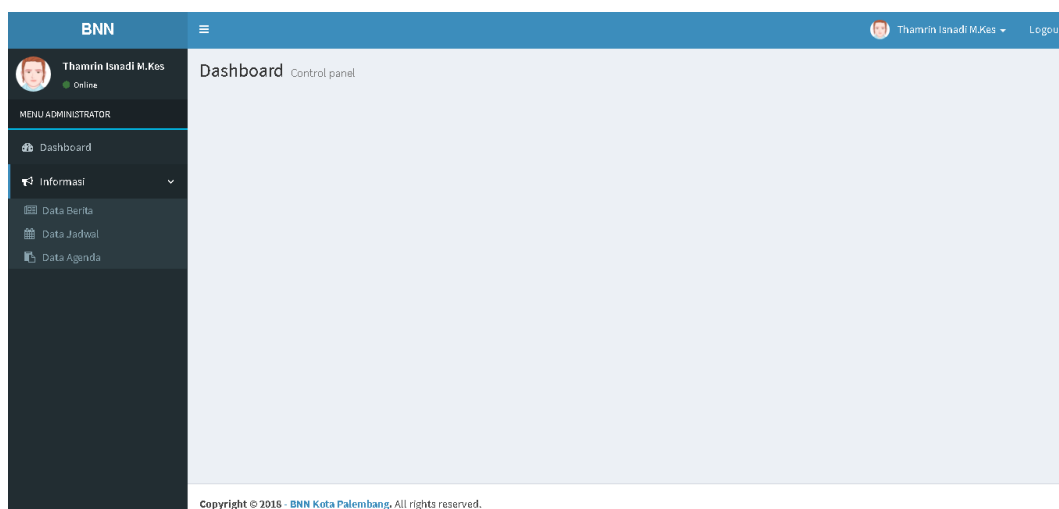 BNN
Thamrin Isnadi M.Kes
Logou
Thamrin Isnadi M.Kes
Online
Dashboard Control panel
MENU ADMINISTRATOR
Dashboard
Informasi
Data Berita
Data Jadwal
Data Agenda
Copyright © 2018 - BNN Kota Palembang. All rights reserved.